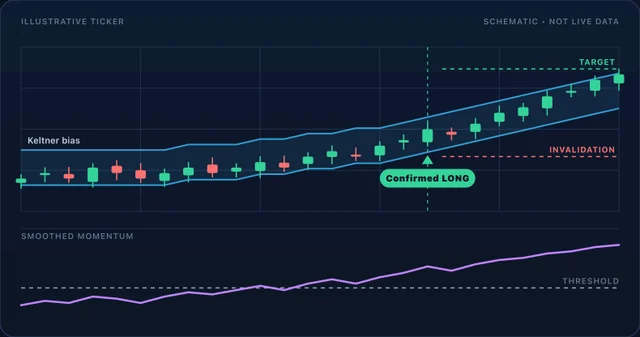 ILLUSTRATIVE TICKER
SCHEMATIC • NOT LIVE DATA
TARGET
Keltner bias
INVALIDATION
Confirmed LONG
SMOOTHED MOMENTUM
THRESHOLD